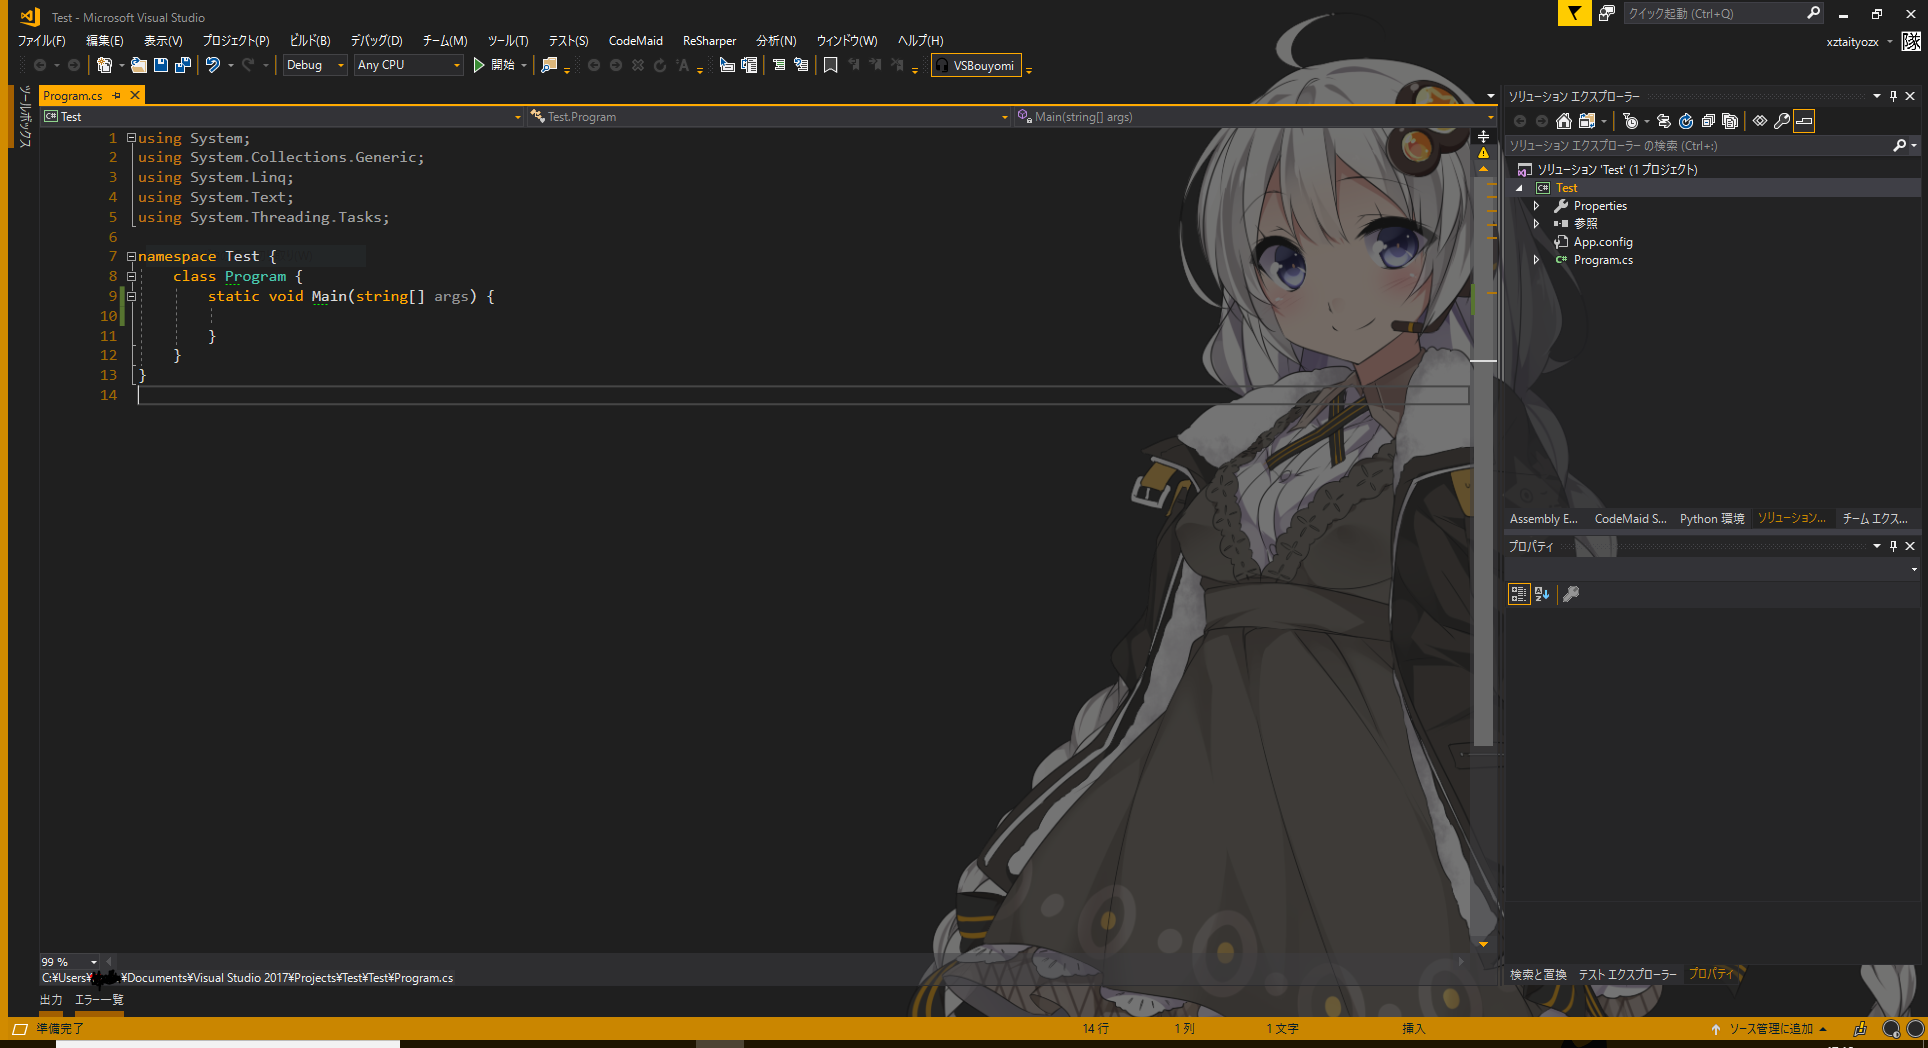 Test - Microsoft Visual Studio
クイック起動 (Ctrl+Q)
ファイル(F) 編集(E) 表示(V) プロジェクト(P) ビルド(B) デバッグ(D) チーム(M) ツール(T) テスト(S) CodeMaid ReSharper 分析(N) ウィンドウ(W) ヘルプ(H)
xztaityozx
隊
Debug Any CPU 開始 VSBouyomi
ツールボックス
Program.cs
Test Test.Program Main(string[] args)
1 using System;
2 using System.Collections.Generic;
3 using System.Linq;
4 using System.Text;
5 using System.Threading.Tasks;
6
7 namespace Test {
8 class Program {
9 static void Main(string[] args) {
10
11 }
12 }
13 }
14
99 %
C:¥Users¥ ¥Documents¥Visual Studio 2017¥Projects¥Test¥Test¥Program.cs
出力 エラー一覧
ソリューション エクスプローラー
ソリューション エクスプローラー の検索 (Ctrl+:)
ソリューション 'Test' (1 プロジェクト)
Test
Properties
参照
App.config
Program.cs
Assembly E... CodeMaid S... Python 環境 ソリューション... チーム エクス...
プロパティ
検索と置換 テスト エクスプローラー プロパティ
準備完了 14 行 1 列 1 文字 挿入 ソース管理に追加